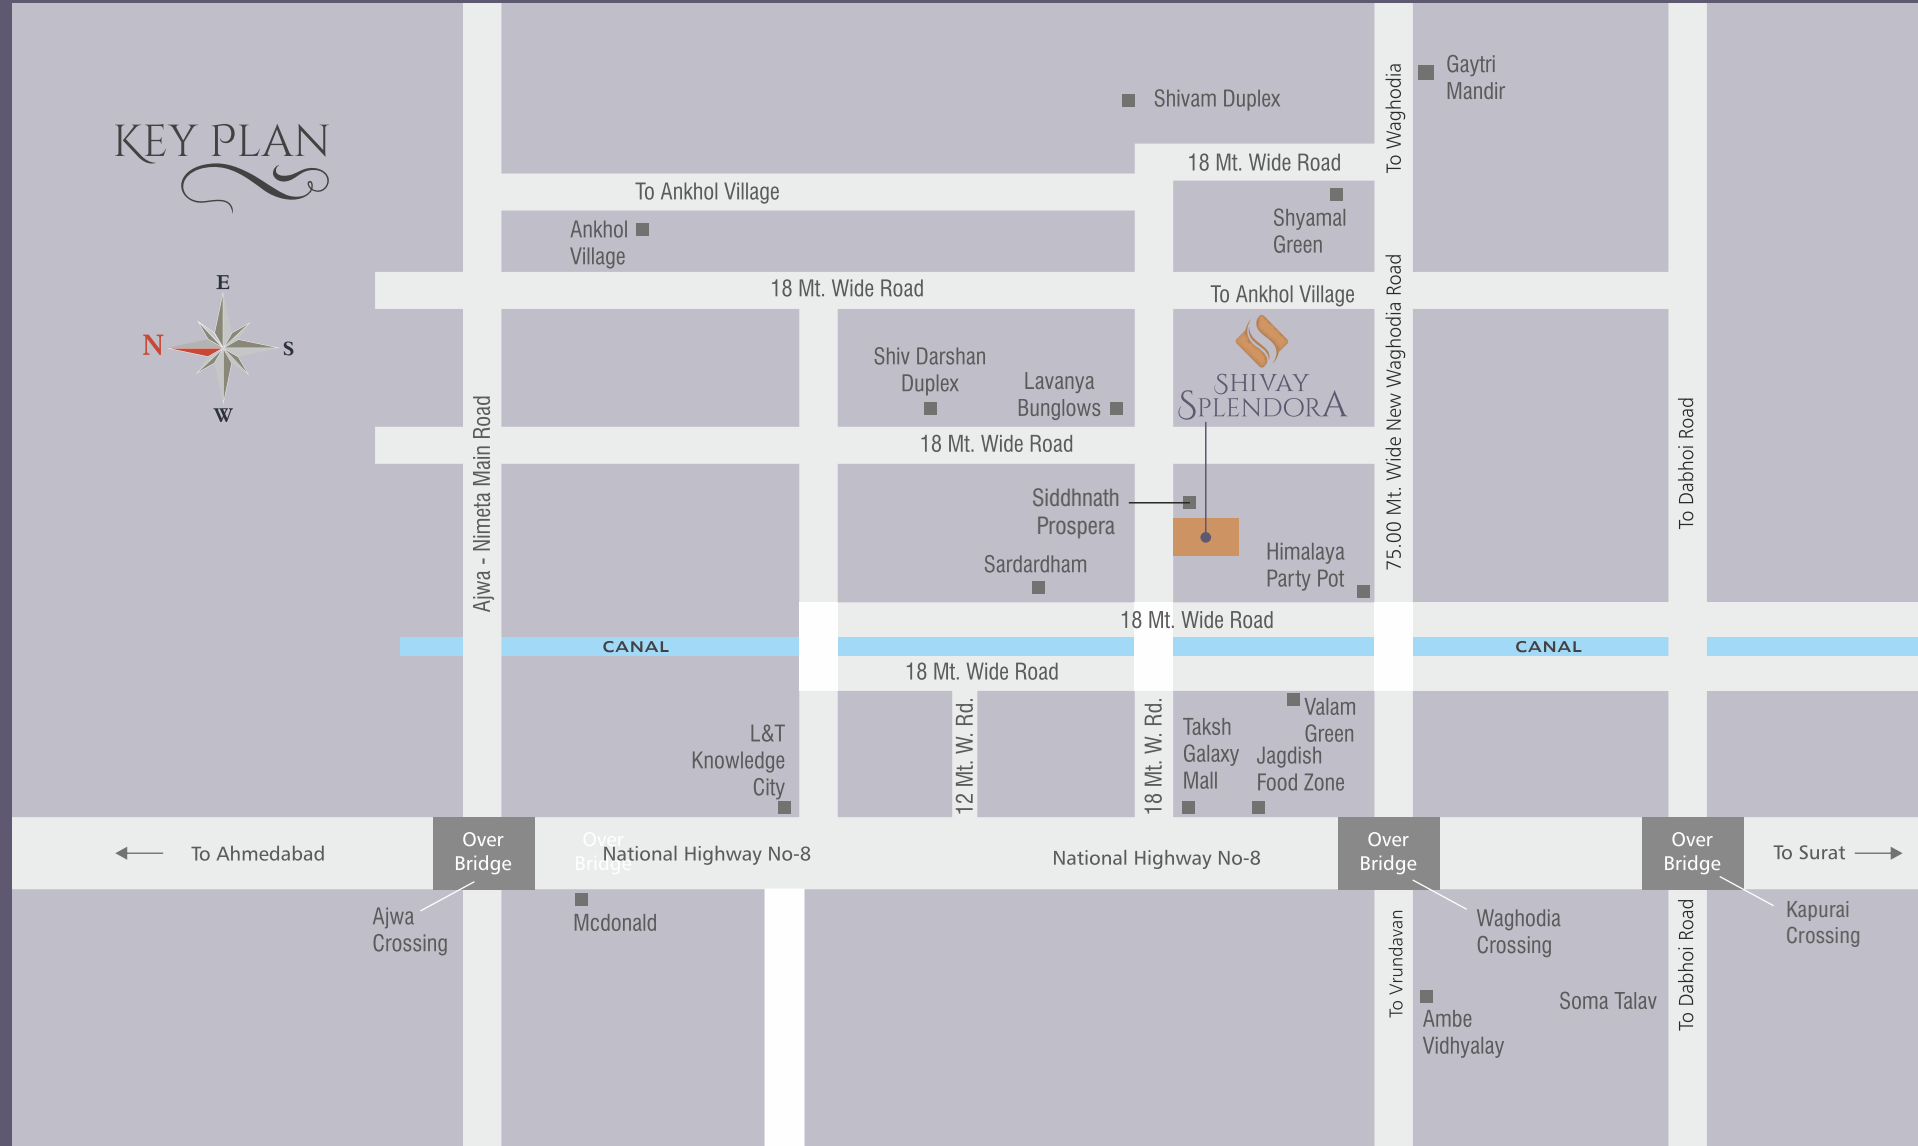 Gaytri
Mandir
Shivam Duplex
To Waghodia
KEY PLAN
18 Mt. Wide Road
To Ankhol Village
Shyamal
Green
Ankhol
Village
E
N
S
W
18 Mt. Wide Road
To Ankhol Village
75.00 Mt. Wide New Waghodia Road
Shiv Darshan
Duplex
Lavanya
Bunglows
SHIVAY
SPLENDORA
Ajwa - Nimeta Main Road
To Dabhoi Road
18 Mt. Wide Road
Siddhnath
Prospera
Sardardham
Himalaya
Party Pot
18 Mt. Wide Road
CANAL
CANAL
18 Mt. Wide Road
12 Mt. W. Rd.
18 Mt. W. Rd.
L&T
Knowledge
City
Taksh
Galaxy
Mall
Valam
Green
Jagdish
Food Zone
To Ahmedabad
Over
Bridge
Over
Bridge
National Highway No-8
National Highway No-8
Over
Bridge
Over
Bridge
To Surat
Ajwa
Crossing
Mcdonald
To Vrundavan
Waghodia
Crossing
To Dabhoi Road
Kapurai
Crossing
Ambe
Vidhyalay
Soma Talav